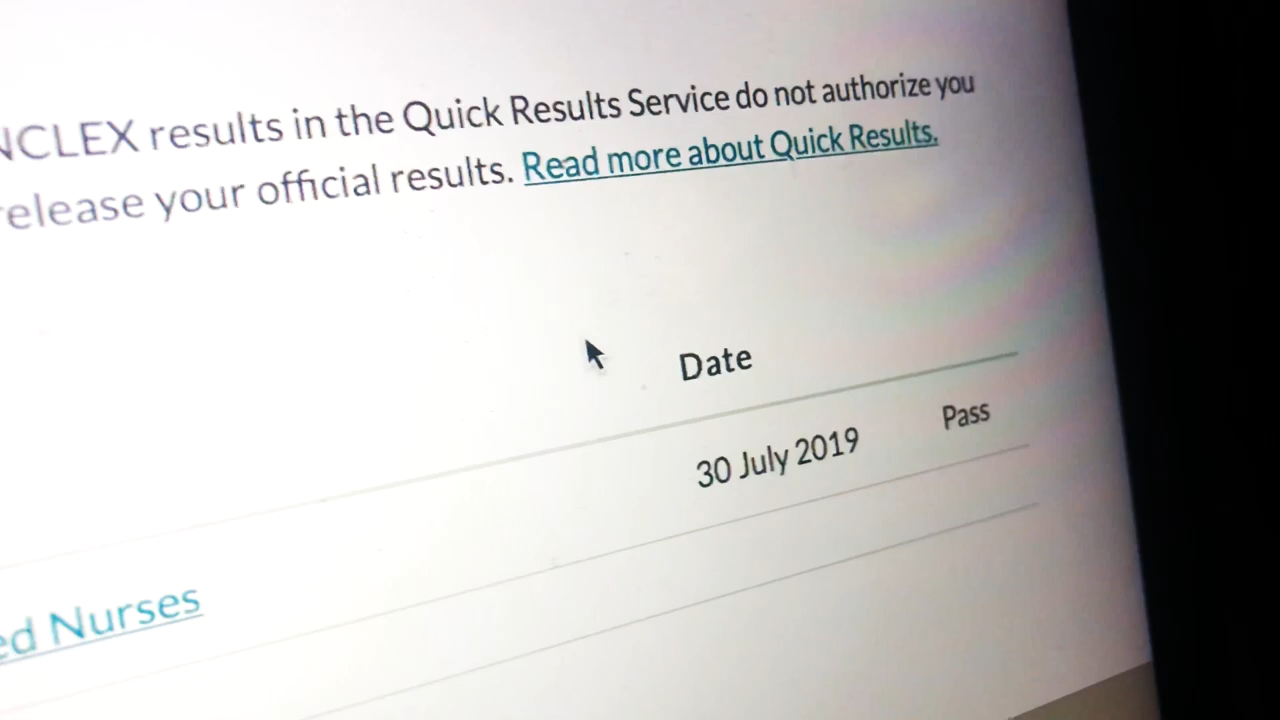 NCLEX results in the Quick Results Service do not authorize you
release your official results. Read more about Quick Results.
Date
30 July 2019 Pass
ed Nurses